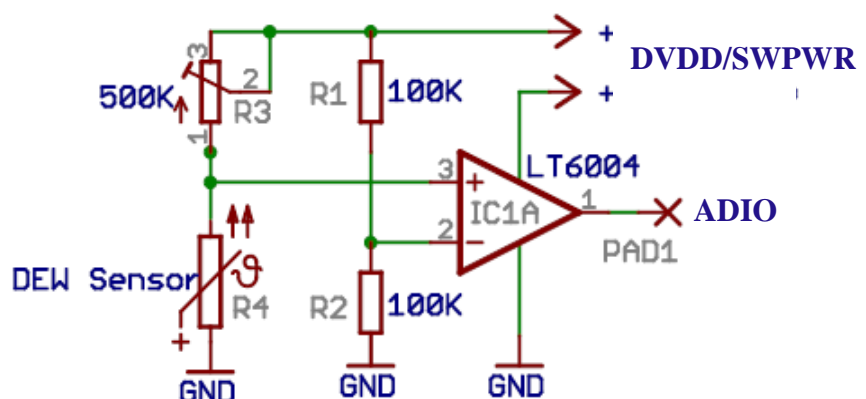 +
DVDD/SWPWR
3
2
500K
R3
R1
100K
+
1
LT6004
3
+
IC1A
1
ADIO
2
-
PAD1
DEW Sensor
ϑ
R4
R2
100K
+
GND
GND
GND